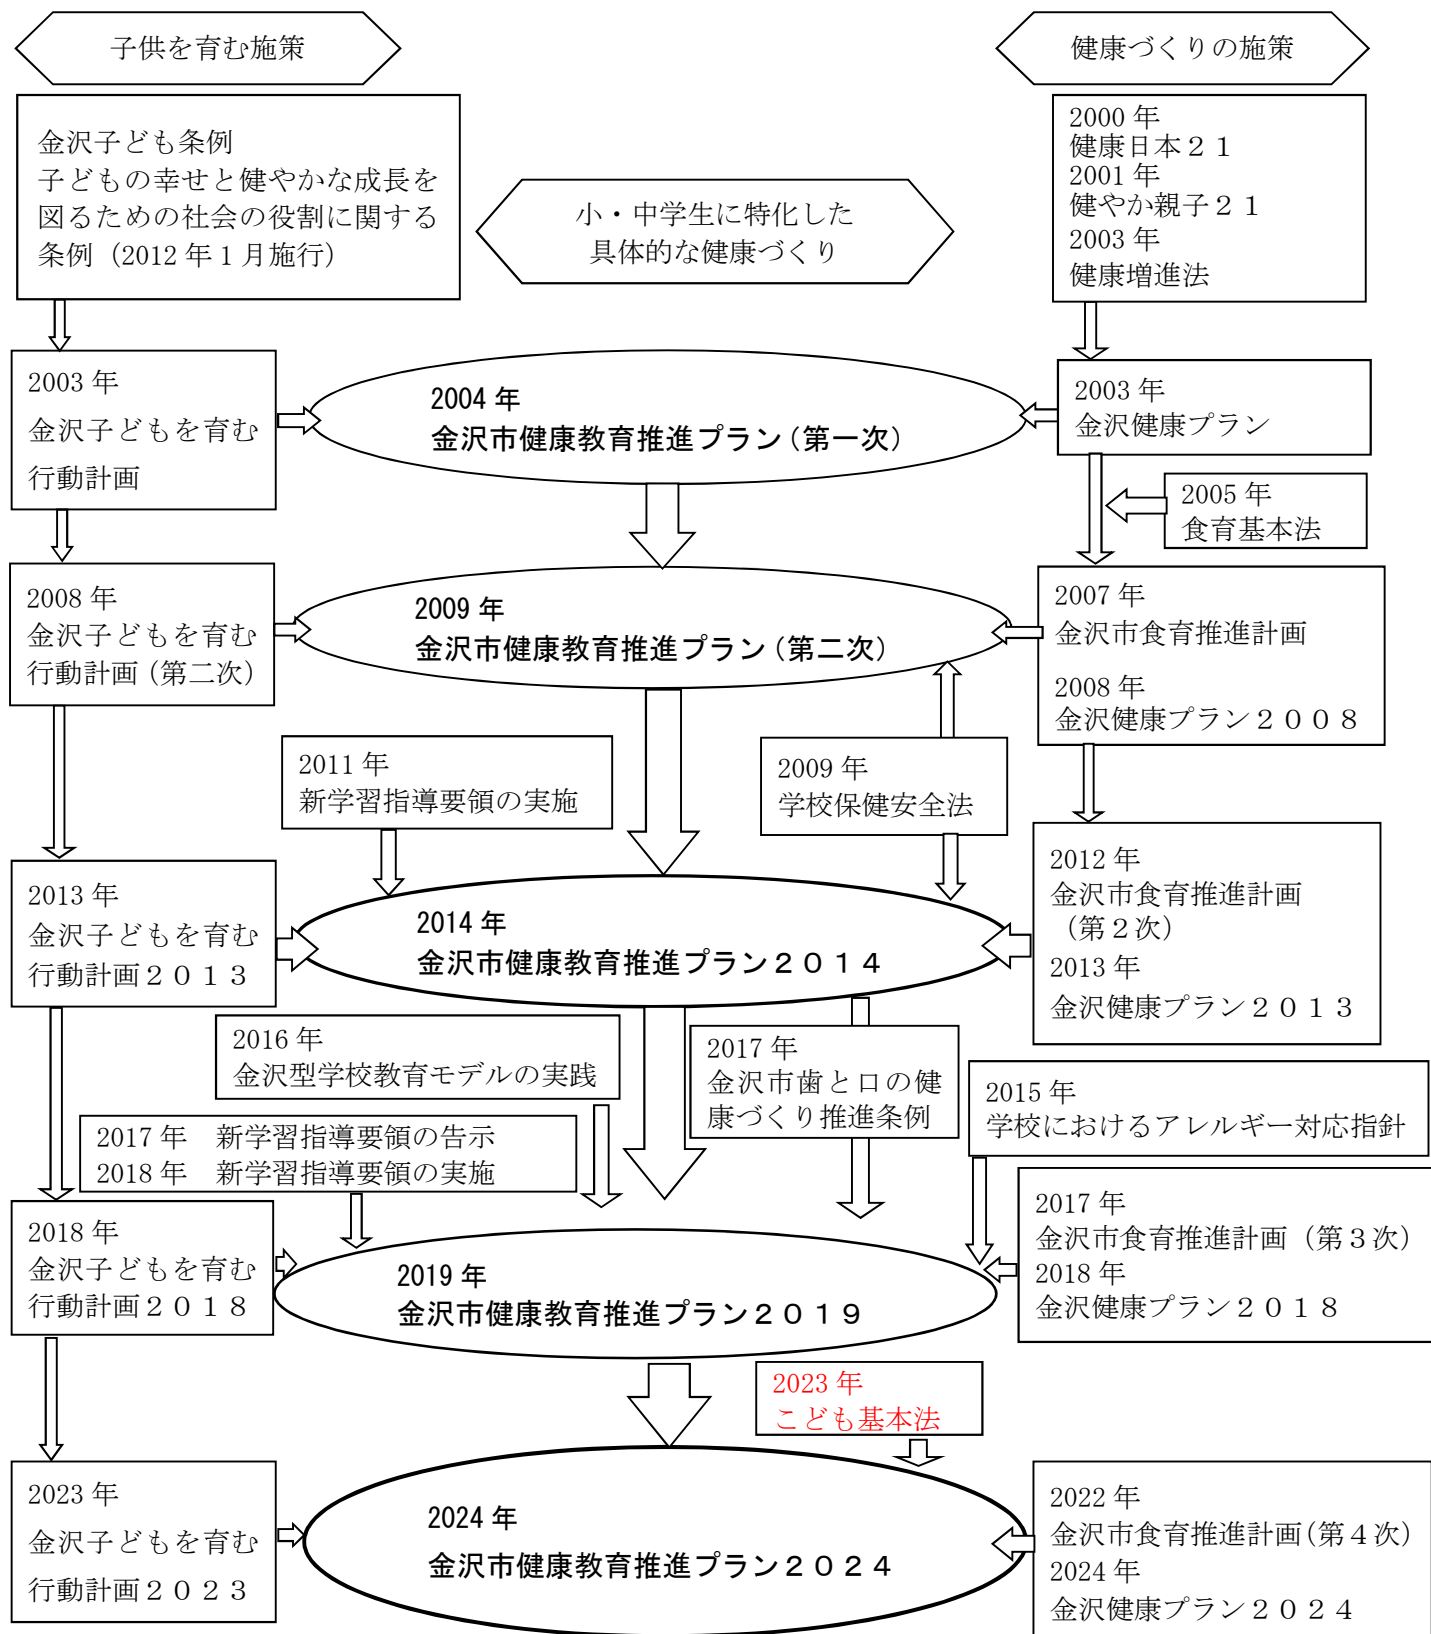 子供を育む施策
健康づくりの施策
金沢子ども条例
子どもの幸せと健やかな成長を
図るための社会の役割に関する
条例（2012 年 1 月施行）
小・中学生に特化した
具体的な健康づくり
2000 年
健康日本２１
2001 年
健やか親子２１
2003 年
健康増進法
2003 年
金沢子どもを育む
行動計画
2004 年
金沢市健康教育推進プラン（第一次）
2003 年
金沢健康プラン
2005 年
食育基本法
2008 年
金沢子どもを育む
行動計画（第二次）
2009 年
金沢市健康教育推進プラン（第二次）
2007 年
金沢市食育推進計画
2008 年
金沢健康プラン２００８
2011 年
新学習指導要領の実施
2009 年
学校保健安全法
2013 年
金沢子どもを育む
行動計画２０１３
2014 年
金沢市健康教育推進プラン２０１４
2012 年
金沢市食育推進計画
（第２次）
2013 年
金沢健康プラン２０１３
2016 年
金沢型学校教育モデルの実践
2017 年
金沢市歯と口の健
康づくり推進条例
2015 年
学校におけるアレルギー対応指針
2017 年　新学習指導要領の告示
2018 年　新学習指導要領の実施
2018 年
金沢子どもを育む
行動計画２０１８
2019 年
金沢市健康教育推進プラン２０１９
2017 年
金沢市食育推進計画（第３次）
2018 年
金沢健康プラン２０１８
2023 年
こども基本法
2023 年
金沢子どもを育む
行動計画２０２３
2024 年
金沢市健康教育推進プラン２０２４
2022 年
金沢市食育推進計画（第４次）
2024 年
金沢健康プラン２０２４